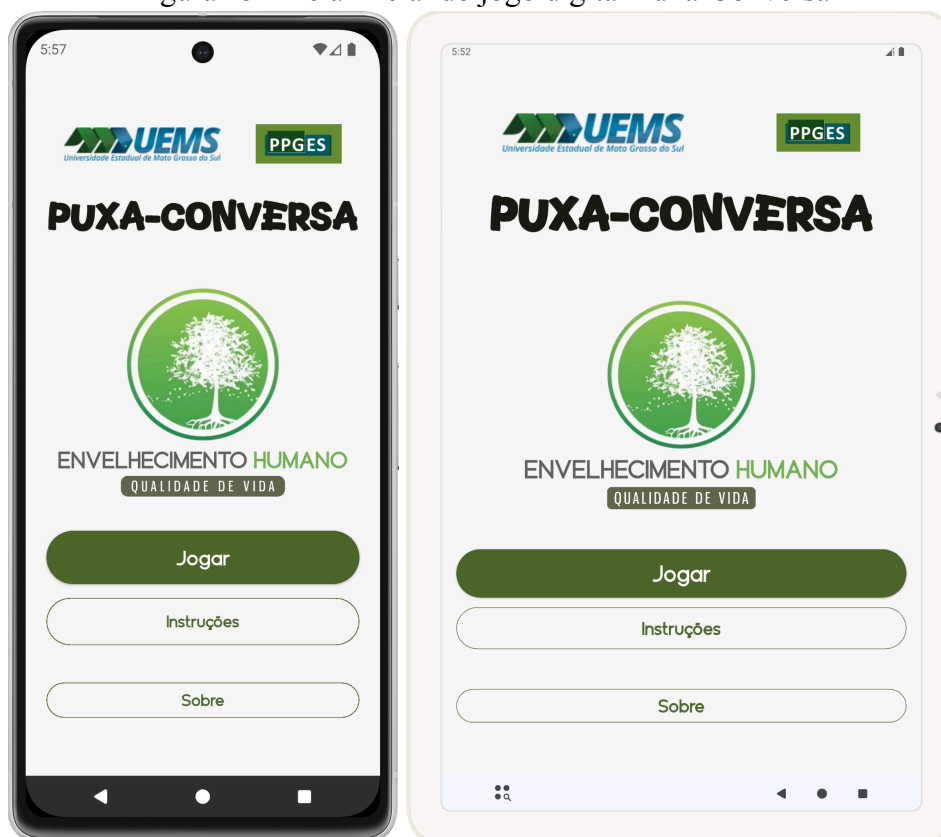 5:57
UEMS
Universidade Estadual de Mato Grosso do Sul
PPGES
PUXA-CONVERSA
ENVELHECIMENTO HUMANO
QUALIDADE DE VIDA
Jogar
Instruções
Sobre
5:52
UEMS
Universidade Estadual de Mato Grosso do Sul
PPGES
PUXA-CONVERSA
ENVELHECIMENTO HUMANO
QUALIDADE DE VIDA
Jogar
Instruções
Sobre